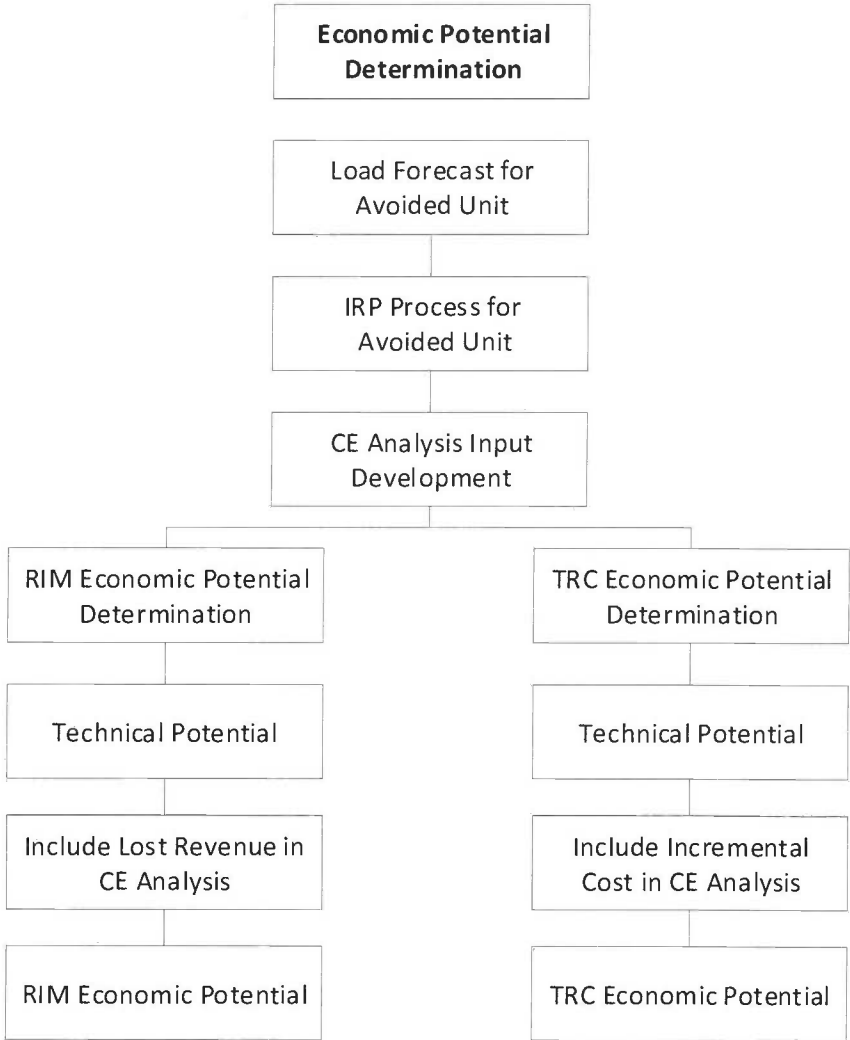 Economic Potential
Determination
Load Forecast for
Avoided Unit
IRP Process for
Avoided Unit
CE Analysis Input
Development
RIM Economic Potential
Determination
TRC Economic Potential
Determination
Technical Potential
Technical Potential
Include Lost Revenue in
CE Analysis
Include Incremental
Cost in CE Analysis
RIM Economic Potential
TRC Economic Potential